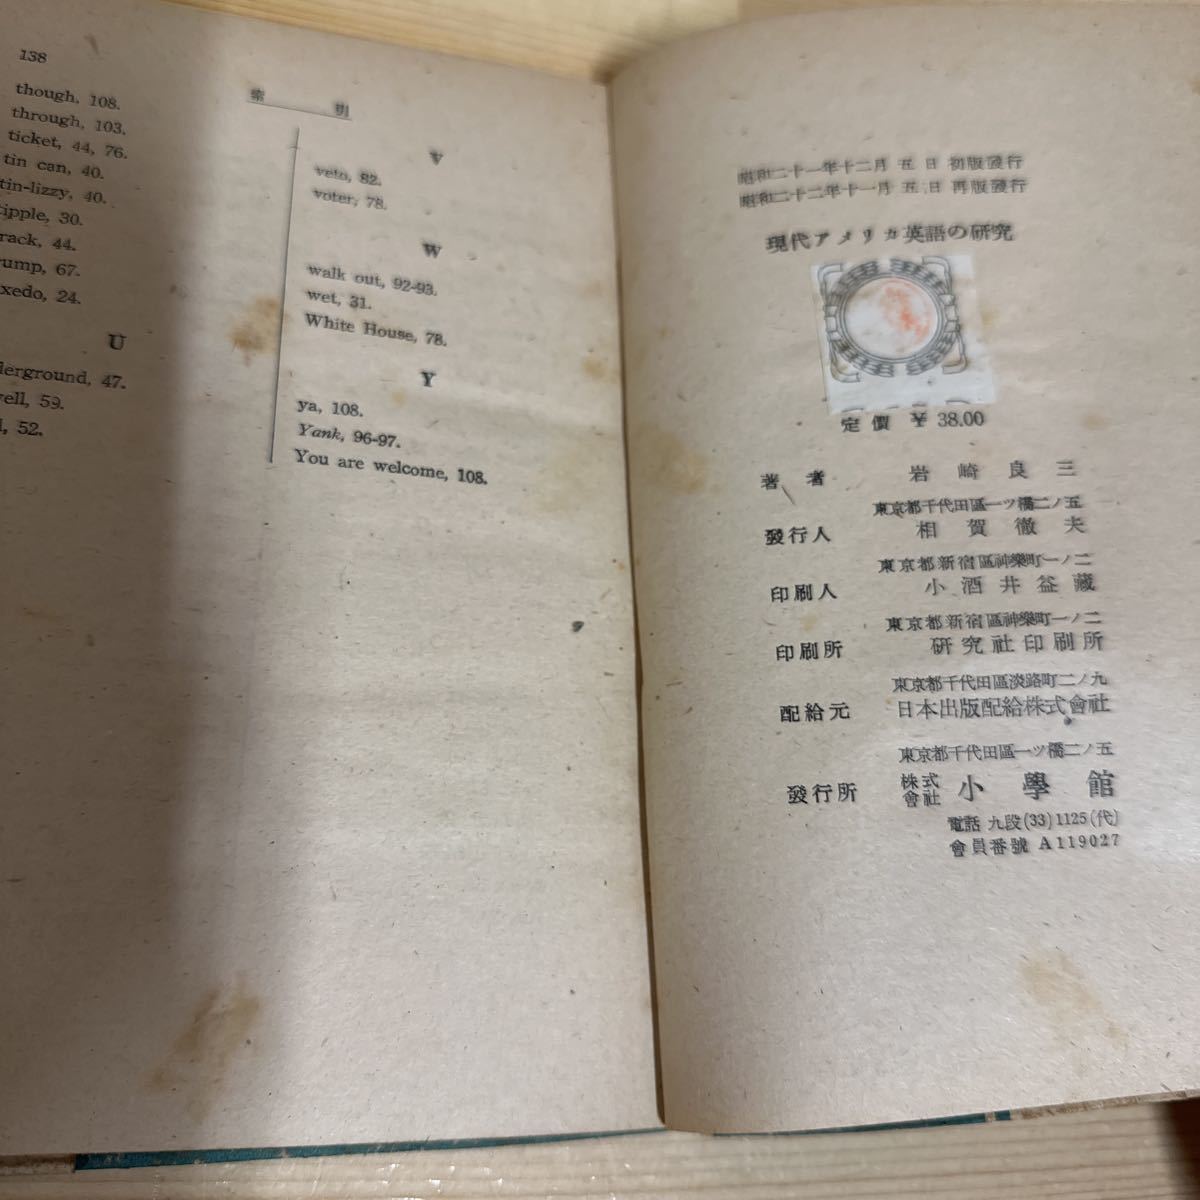 138
索引
though, 108.
through, 103.
ticket, 44, 76.
tin can, 40.
tin-lizzy, 40.
tipple, 30.
rack, 44.
rump, 67.
xedo, 24.
U
derground, 47.
vell, 59.
52.
V
veto, 82.
voter, 78.
W
walk out, 92-93.
wet, 31.
White House, 78.
Y
ya, 108.
Yank, 96-97.
You are welcome, 108.
昭和二十一年十二月五日 初版發行
昭和二十二年十一月五日 再版發行
現代アメリカ英語の研究
定價 ¥ 38.00
著者 岩崎良三
東京都千代田區一ツ橋二ノ五
發行人 相賀徹夫
東京都新宿區神樂町一ノ二
印刷人 小酒井益藏
東京都新宿區神樂町一ノ二
印刷所 研究社印刷所
東京都千代田區淡路町二ノ九
配給元 日本出版配給株式會社
東京都千代田區一ツ橋二ノ五
發行所 株式會社 小學館
電話 九段(33)1125(代)
會員番號 A119027